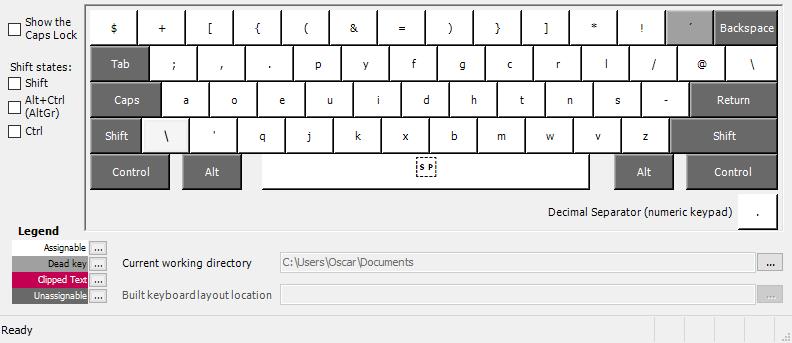 Show the
Caps Lock
Shift states:
Shift
Alt+Ctrl
(AltGr)
Ctrl
$ + [ { ( & = ) } ] * ! ´ Backspace
Tab ; , . p y f g c r l / @ \
Caps a o e u i d h t n s - Return
Shift \ ' q j k x b m w v z Shift
Control Alt SP Alt Control
Decimal Separator (numeric keypad) .
Legend
Assignable ...
Dead key ...
Clipped Text ...
Unassignable ...
Current working directory C:\Users\Oscar\Documents ...
Built keyboard layout location ...
Ready